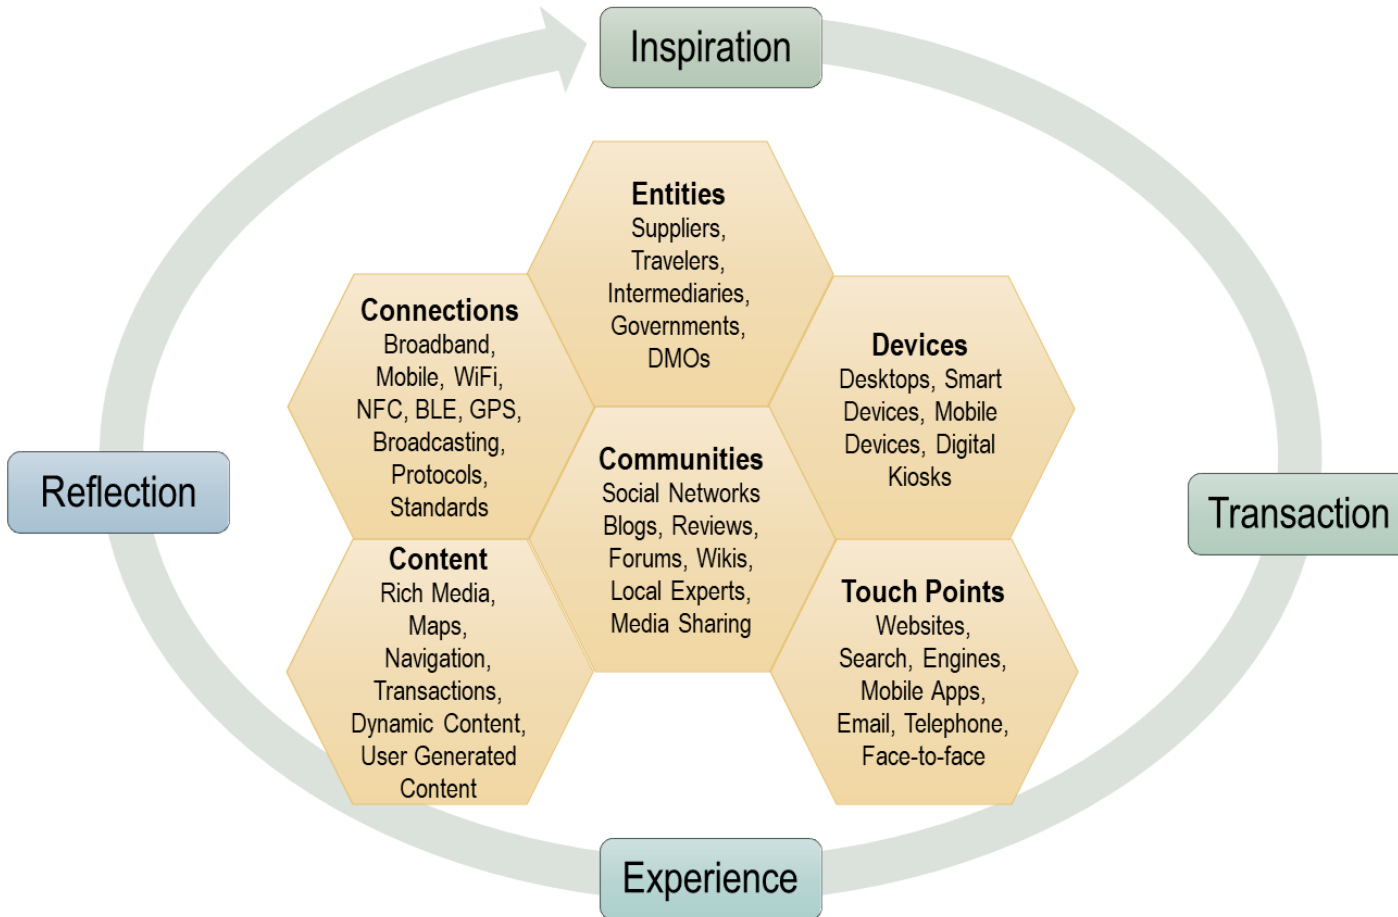 Inspiration
Entities
Suppliers,
Travelers,
Intermediaries,
Governments,
DMOs
Connections
Broadband,
Mobile, WiFi,
NFC, BLE, GPS,
Broadcasting,
Protocols,
Standards
Devices
Desktops, Smart
Devices, Mobile
Devices, Digital
Kiosks
Communities
Social Networks
Blogs, Reviews,
Forums, Wikis,
Local Experts,
Media Sharing
Reflection
Transaction
Content
Rich Media,
Maps,
Navigation,
Transactions,
Dynamic Content,
User Generated
Content
Touch Points
Websites,
Search, Engines,
Mobile Apps,
Email, Telephone,
Face-to-face
Experience